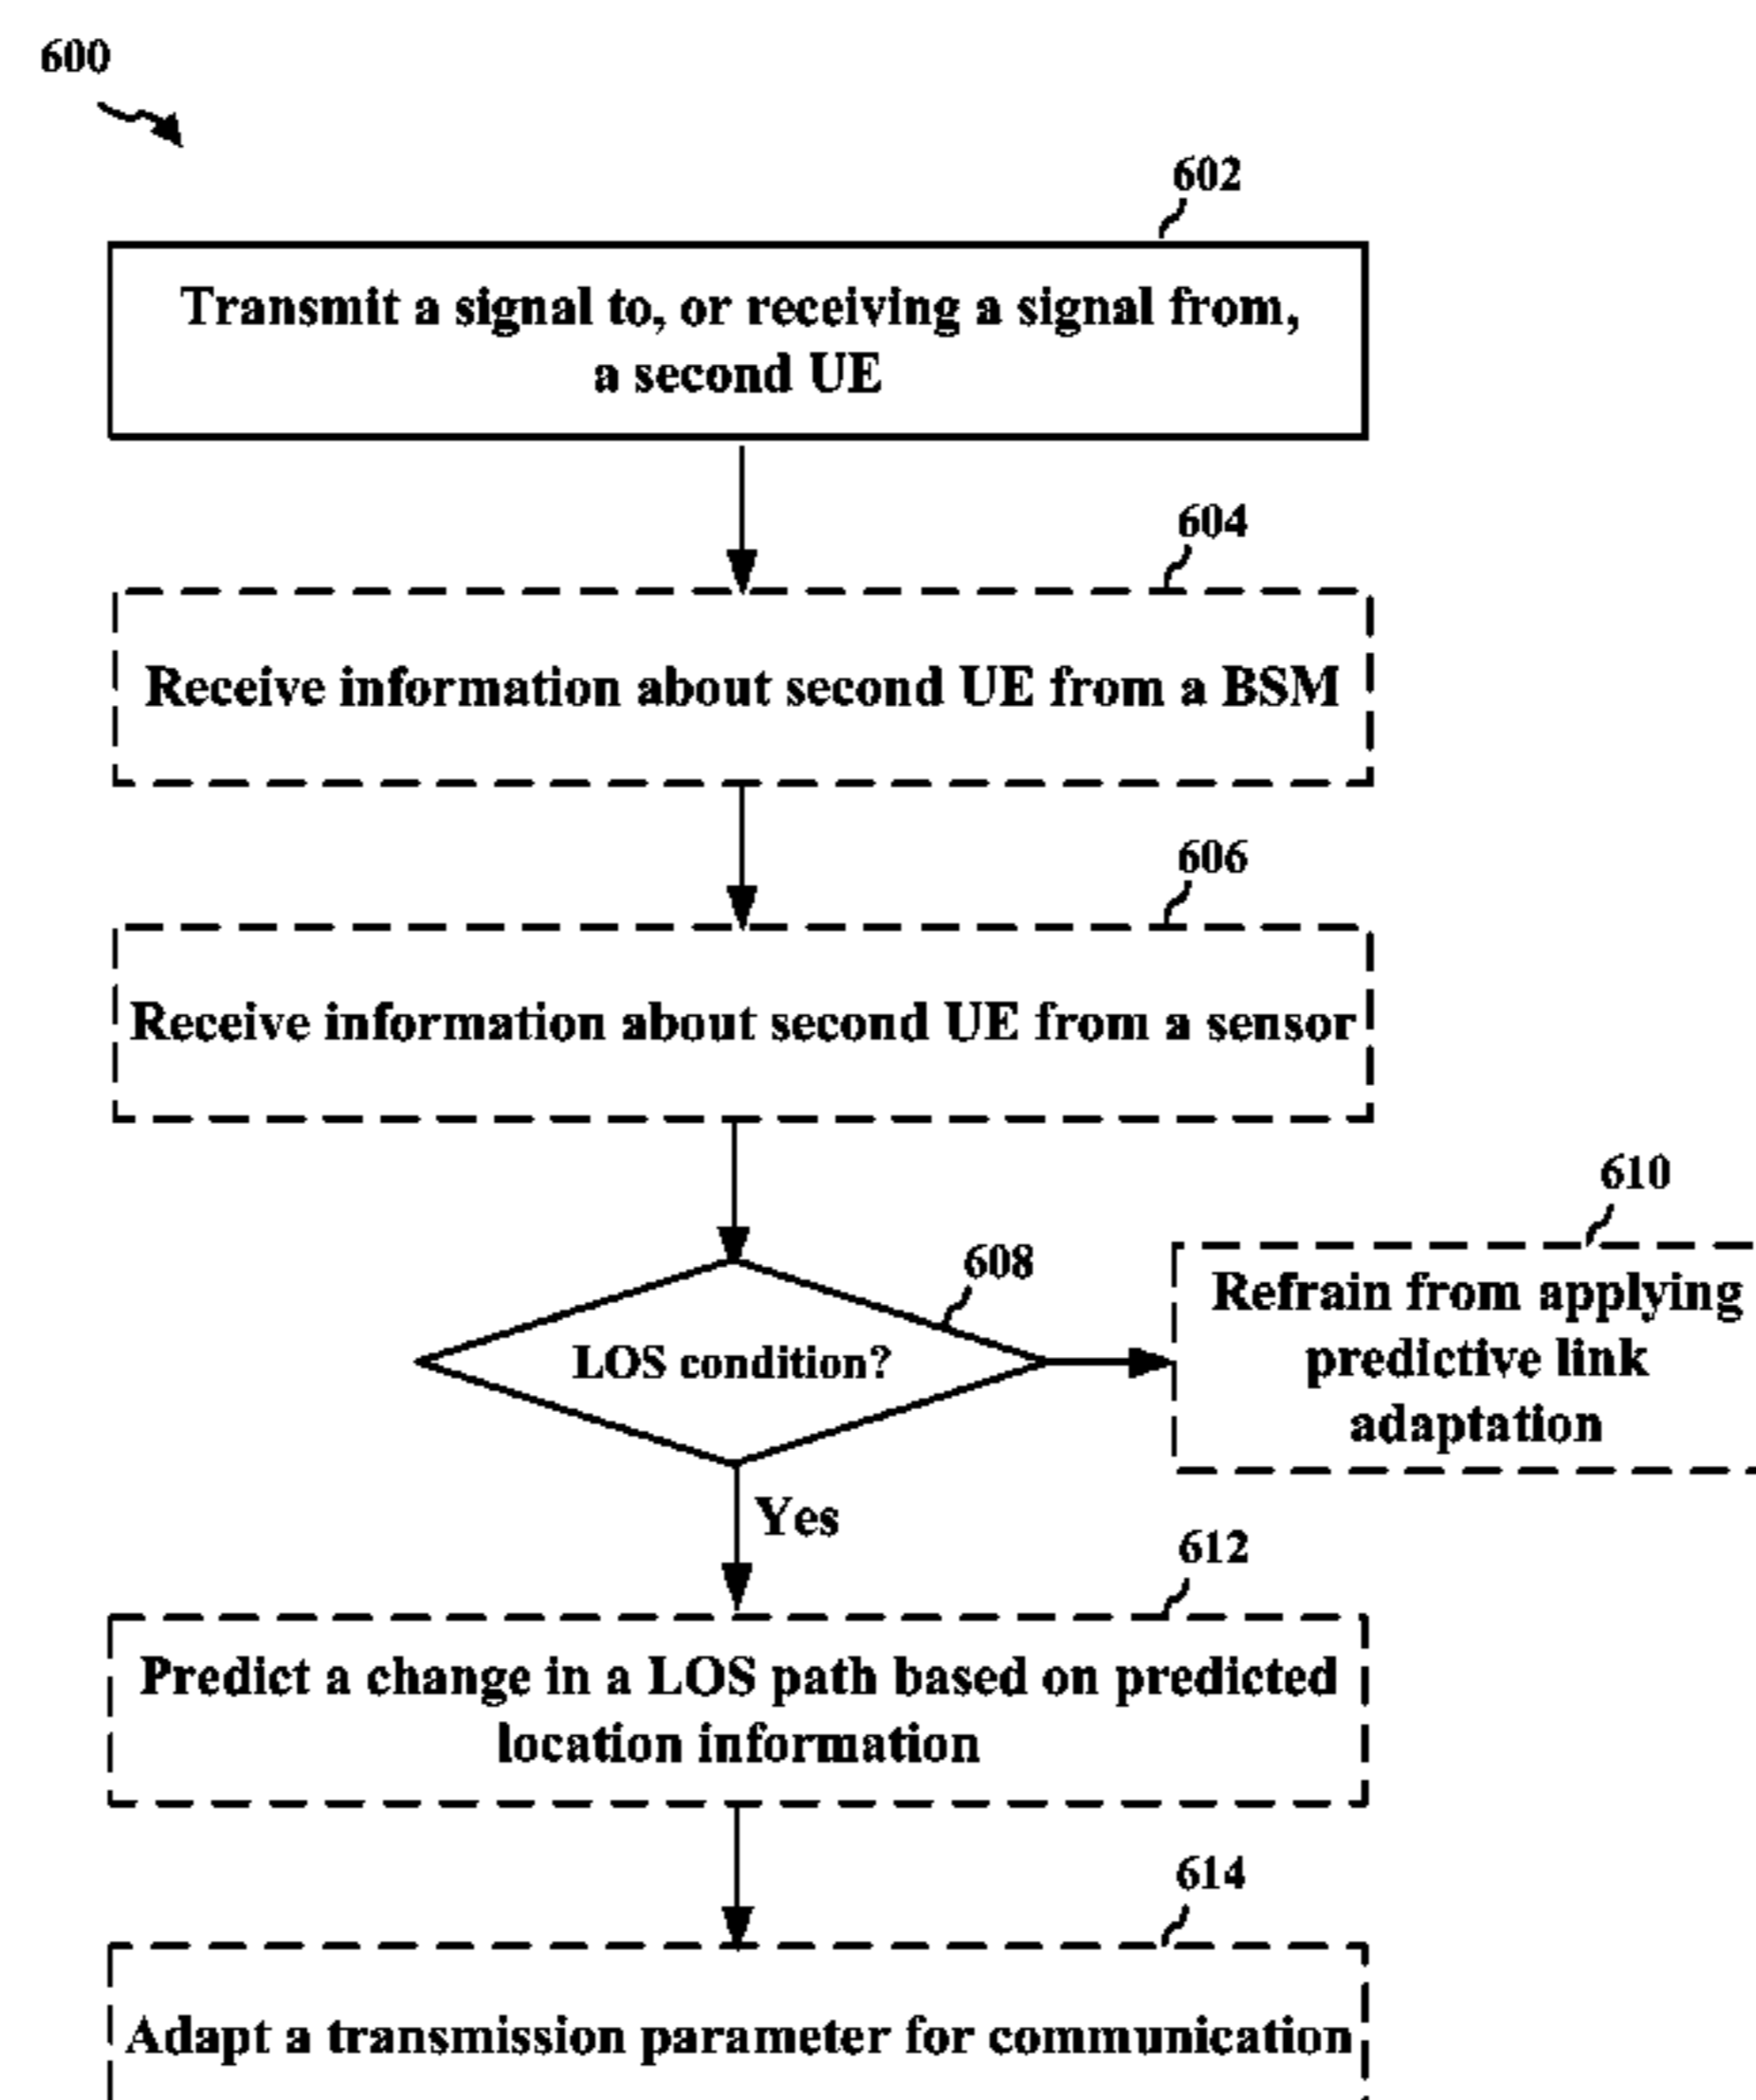 600
602
Transmit a signal to, or receiving a signal from,
a second UE
604
Receive information about second UE from a BSM
606
Receive information about second UE from a sensor
610
608
LOS condition?
Refrain from applying
predictive link
adaptation
Yes
612
Predict a change in a LOS path based on predicted
location information
614
Adapt a transmission parameter for communication